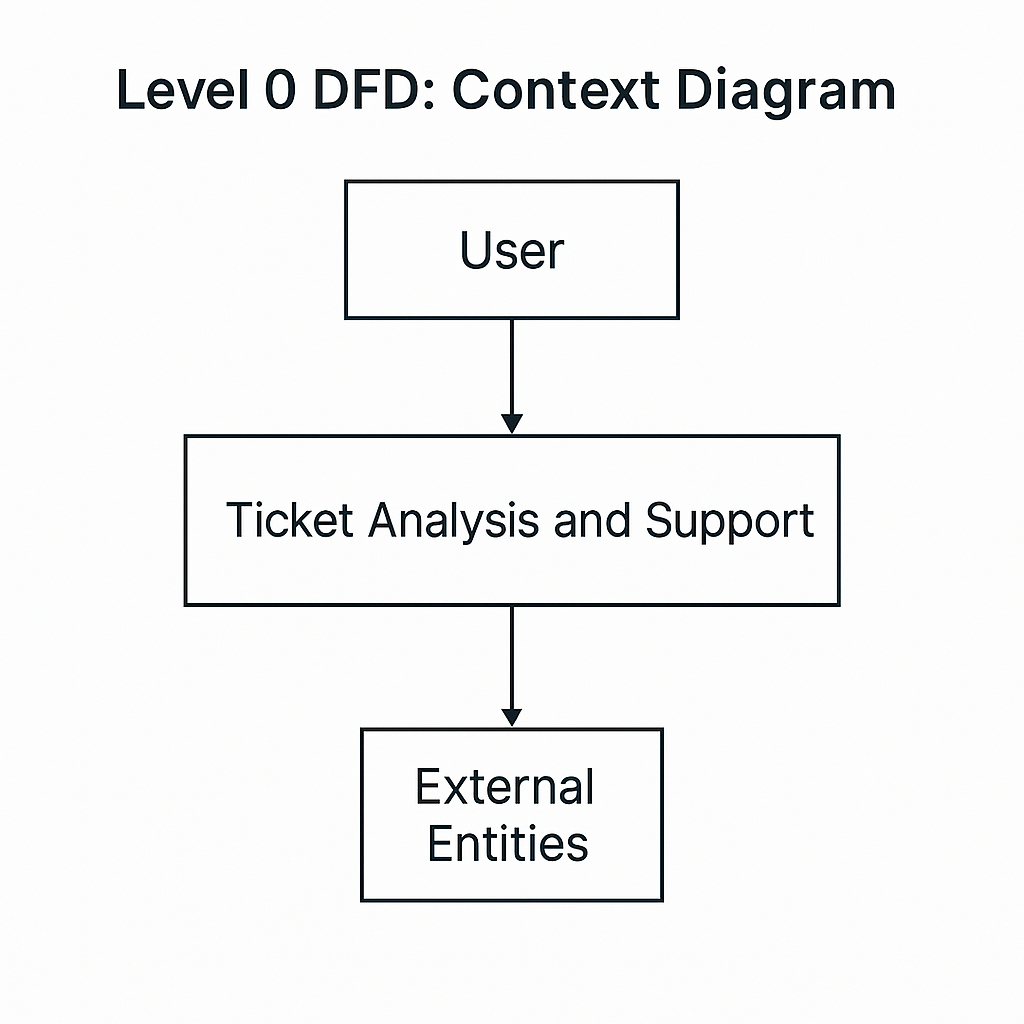 Level 0 DFD: Context Diagram
User
Ticket Analysis and Support
External
Entities